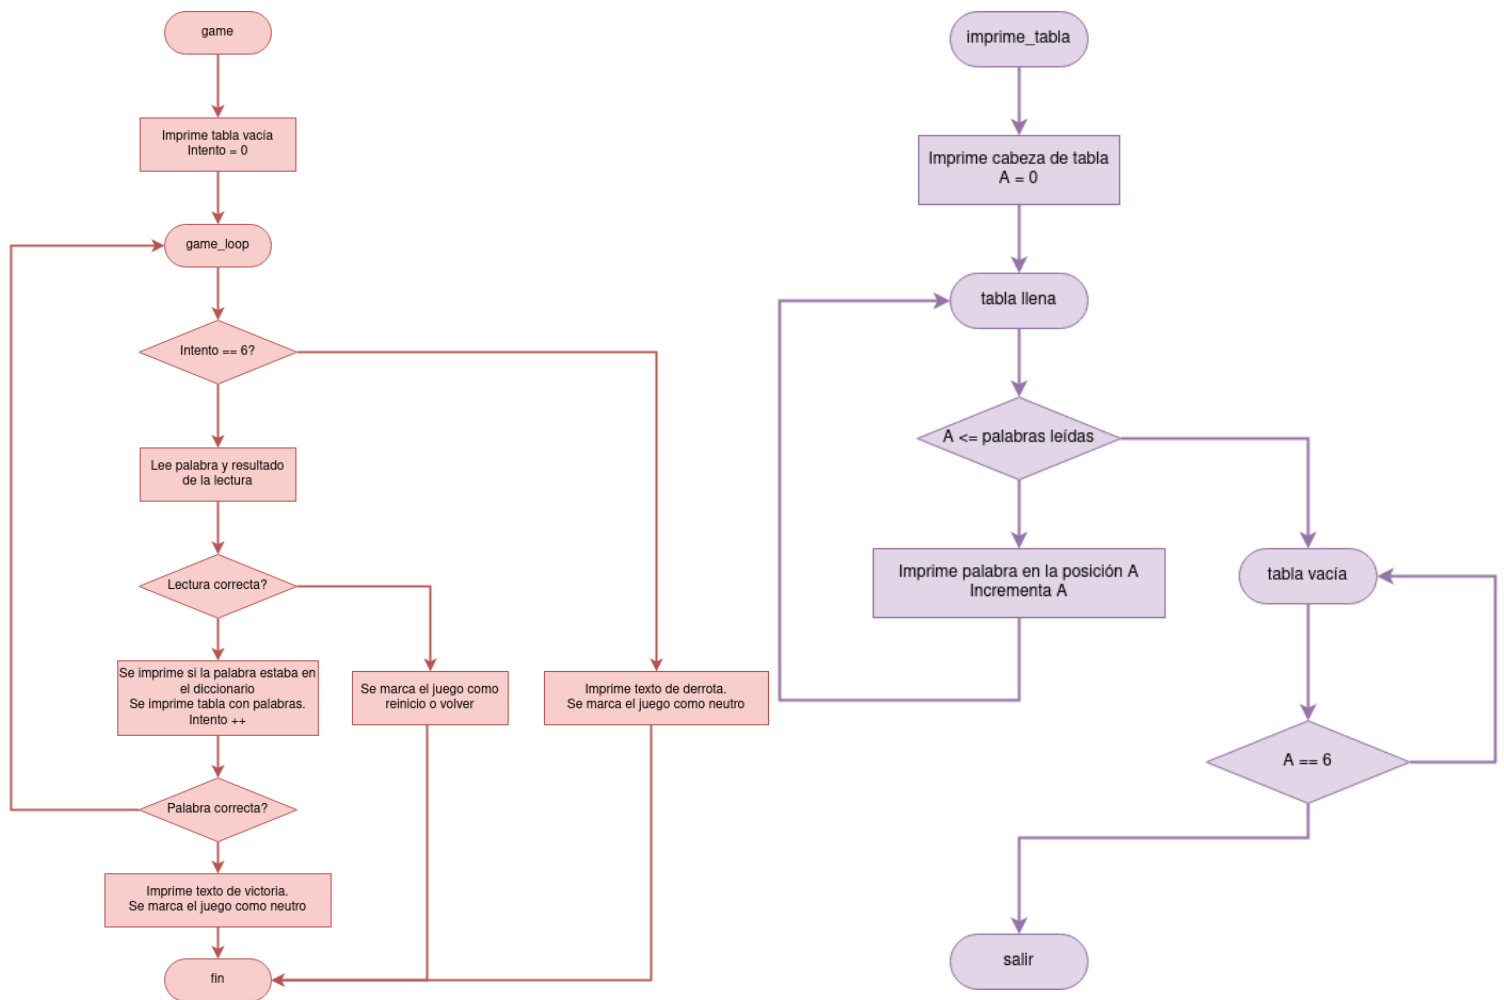 game
Imprime tabla vacía
Intento = 0
game_loop
Intento == 6?
Lee palabra y resultado
de la lectura
Lectura correcta?
Se imprime si la palabra estaba en
el diccionario
Se imprime tabla con palabras.
Intento ++
Se marca el juego como
reinicio o volver
Imprime texto de derrota.
Se marca el juego como neutro
Palabra correcta?
Imprime texto de victoria.
Se marca el juego como neutro
fin
imprime_tabla
Imprime cabeza de tabla
A = 0
tabla llena
A <= palabras leídas
Imprime palabra en la posición A
Incrementa A
tabla vacía
A == 6
salir